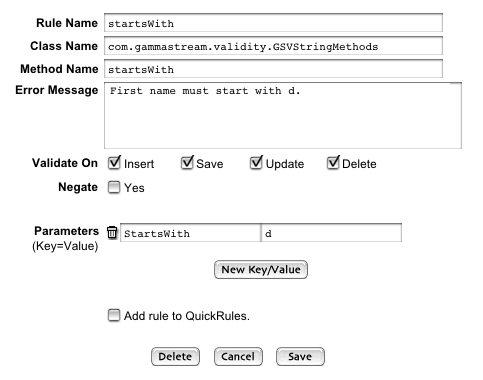 Rule Name startsWith
Class Name com.gammastream.validity.GSVStringMethods
Method Name startsWith
Error Message First name must start with d.
Validate On Insert Save Update Delete
Negate Yes
Parameters StartsWith d
(Key=Value)
New Key/Value
Add rule to QuickRules.
Delete Cancel Save